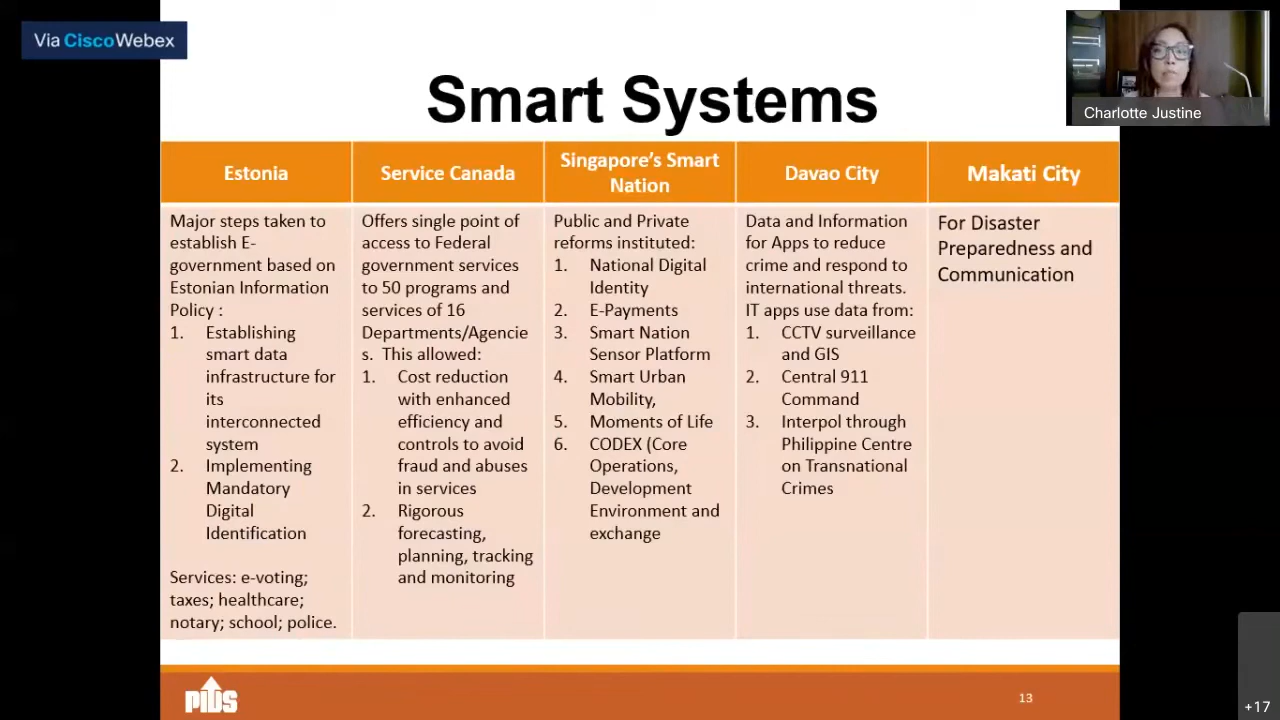 Via CiscoWebex
Charlotte Justine
Smart Systems
Estonia
Major steps taken to
establish E-
government based on
Estonian Information
Policy :
1. Establishing
smart data
infrastructure for
its
interconnected
system
2. Implementing
Mandatory
Digital
Identification
Services: e-voting;
taxes; healthcare;
notary; school; police.
Service Canada
Offers single point of
access to Federal
government services
to 50 programs and
services of 16
Departments/Agencie
s. This allowed:
1. Cost reduction
with enhanced
efficiency and
controls to avoid
fraud and abuses
in services
2. Rigorous
forecasting,
planning, tracking
and monitoring
Singapore's Smart
Nation
Public and Private
reforms instituted:
1. National Digital
Identity
2. E-Payments
3. Smart Nation
Sensor Platform
4. Smart Urban
Mobility,
5. Moments of Life
6. CODEX (Core
Operations,
Development
Environment and
exchange
Davao City
Data and Information
for Apps to reduce
crime and respond to
international threats.
IT apps use data from:
1. CCTV surveillance
and GIS
2. Central 911
Command
3. Interpol through
Philippine Centre
on Transnational
Crimes
Makati City
For Disaster
Preparedness and
Communication
PIDS
13
+17